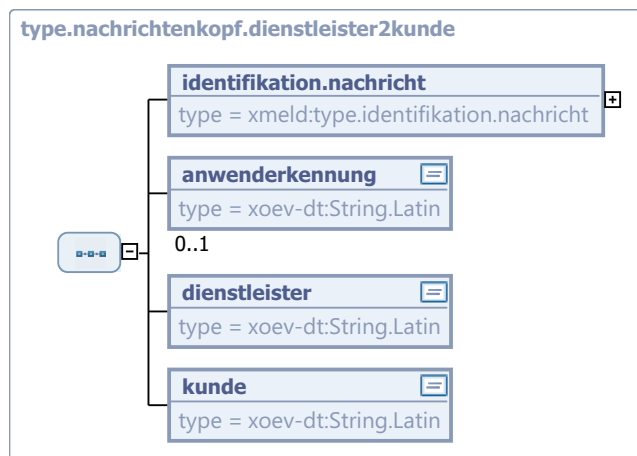 type.nachrichtenkopf.dienstleister2kunde
identifikation.nachricht
type = xmeld:type.identifikation.nachricht
anwenderkennung
type = xoev-dt:String.Latin
0..1
dienstleister
type = xoev-dt:String.Latin
kunde
type = xoev-dt:String.Latin